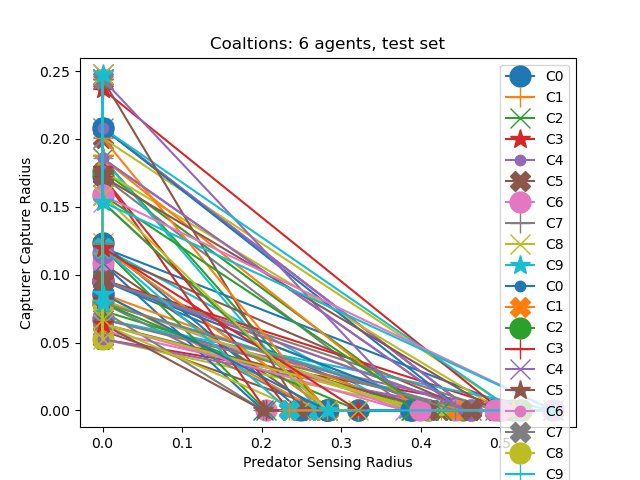 Coaltions: 6 agents, test set
Capturer Capture Radius
0.25
0.20
0.15
0.10
0.05
0.00
0.0
0.1
0.2
0.3
0.4
0.5
Predator Sensing Radius
C0
C1
C2
C3
C4
C5
C6
C7
C8
C9
C0
C1
C2
C3
C4
C5
C6
C7
C8
C9